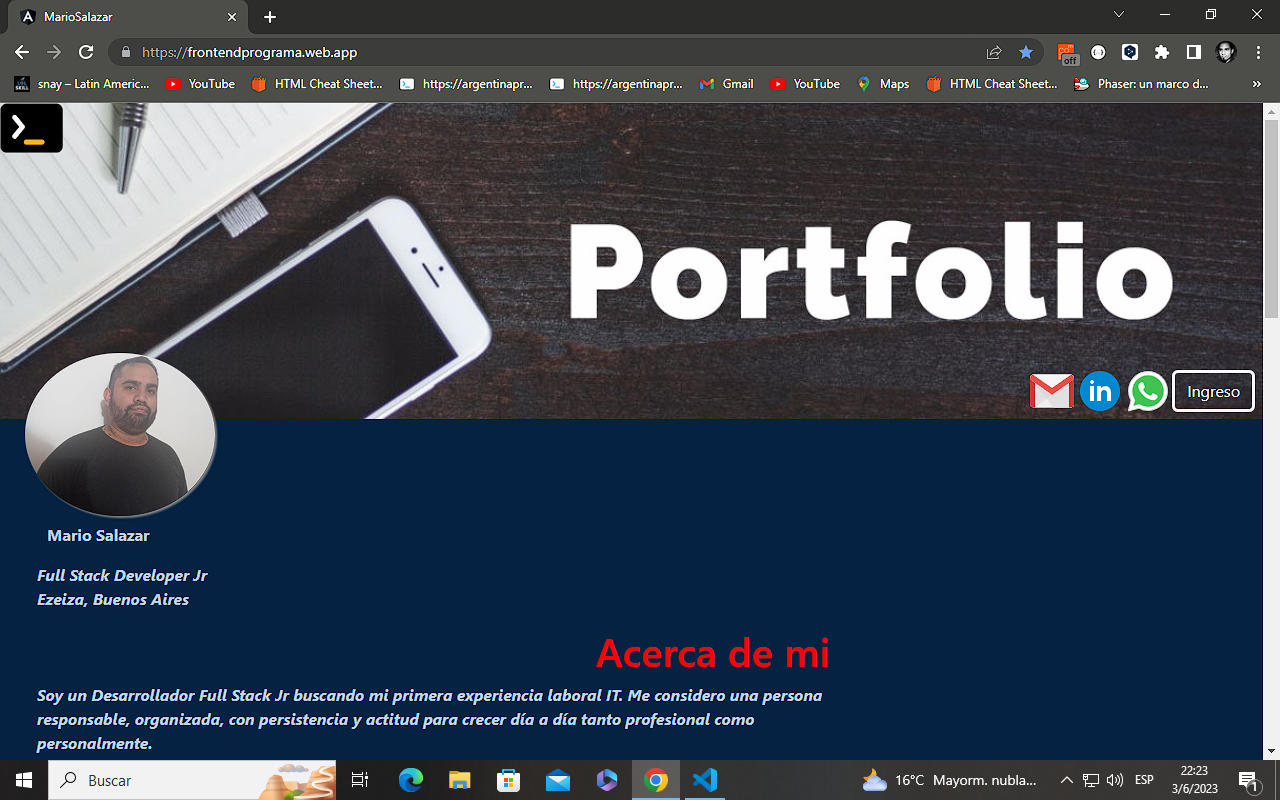 MarioSalazar
https://frontendprograma.web.app
off
snay – Latin Americ...
YouTube
HTML Cheat Sheet...
https://argentinapr...
https://argentinapr...
Gmail
YouTube
Maps
HTML Cheat Sheet...
Phaser: un marco d...
»
Portfolio
in
Ingreso
Mario Salazar
Full Stack Developer Jr
Ezeiza, Buenos Aires
Acerca de mi
Soy un Desarrollador Full Stack Jr buscando mi primera experiencia laboral IT. Me considero una persona
responsable, organizada, con persistencia y actitud para crecer día a día tanto profesional como
personalmente.
Buscar
16°C Mayorm. nubla...
ESP
22:23
3/6/2023
1